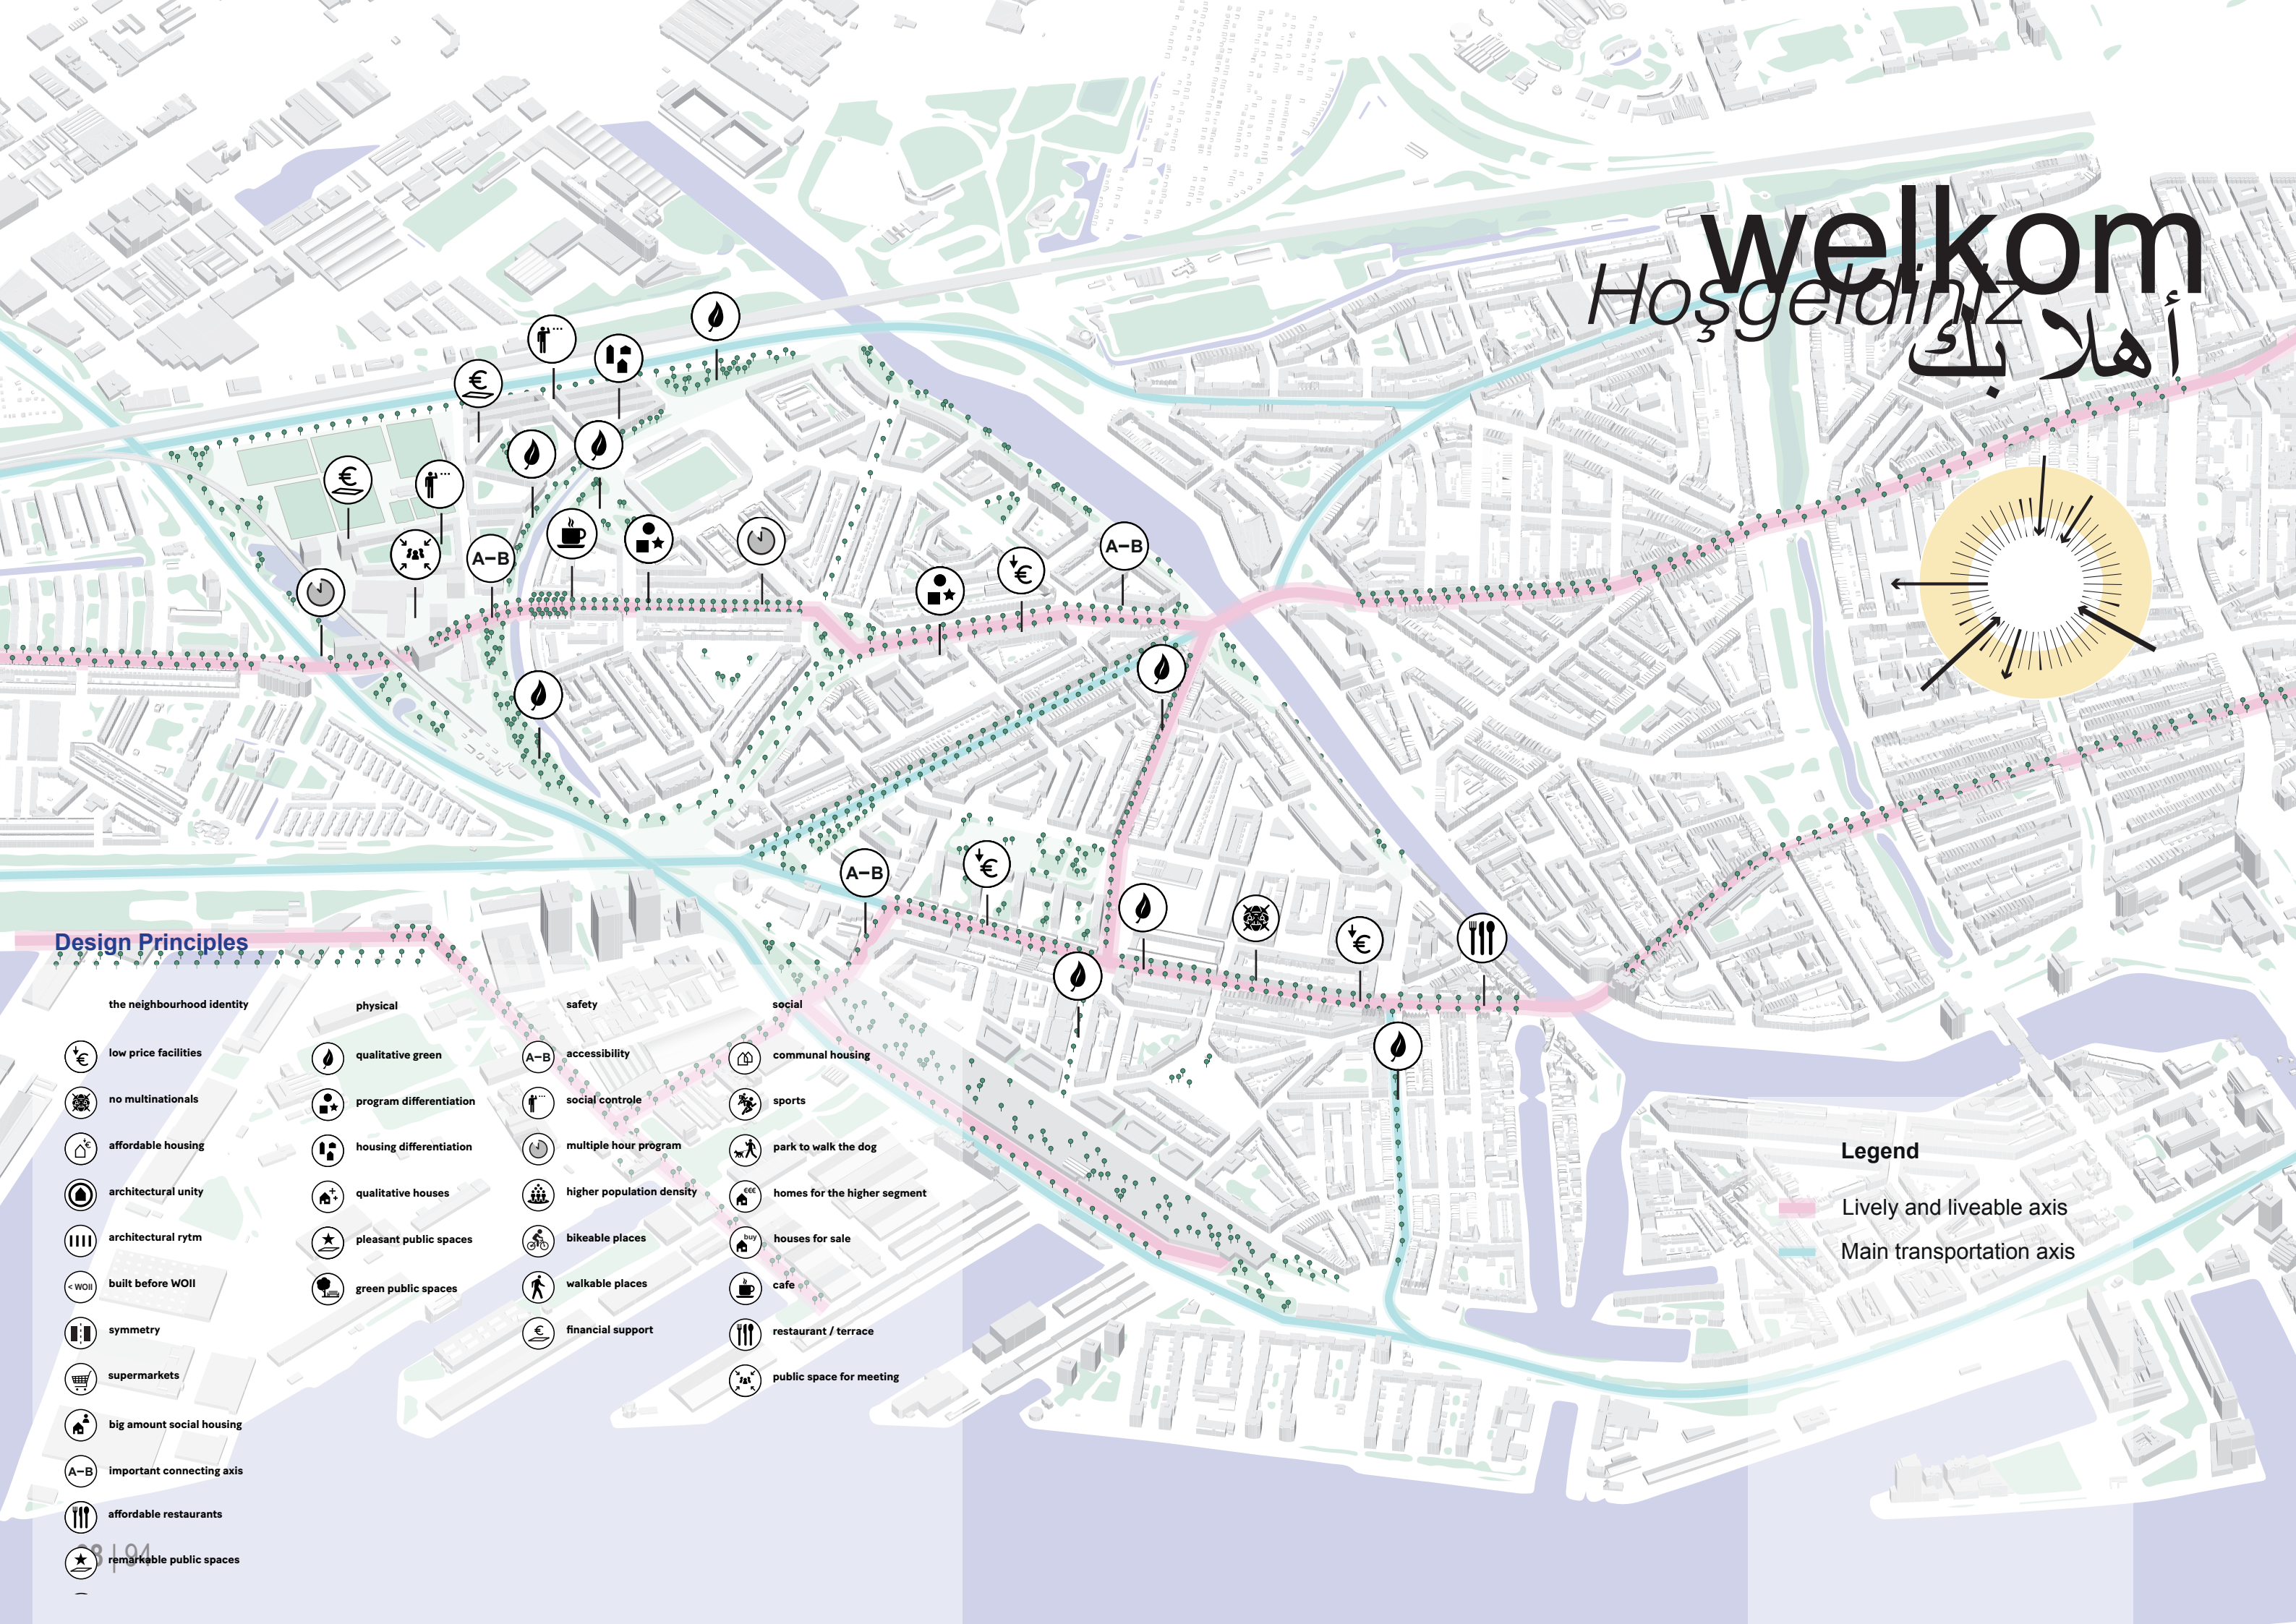 welkom
Hoşgeldiniz
أهلا بك
A–B
A–B
A–B
Design Principles
the neighbourhood identity
low price facilities
no multinationals
affordable housing
architectural unity
architectural rytm
< WOII built before WOII
symmetry
supermarkets
big amount social housing
A–B important connecting axis
affordable restaurants
remarkable public spaces
physical
qualitative green
program differentiation
housing differentiation
qualitative houses
pleasant public spaces
green public spaces
safety
A–B accessibility
social controle
multiple hour program
higher population density
bikeable places
walkable places
€ financial support
social
communal housing
sports
park to walk the dog
€€€ homes for the higher segment
buy houses for sale
cafe
restaurant / terrace
public space for meeting
Legend
Lively and liveable axis
Main transportation axis
| 94